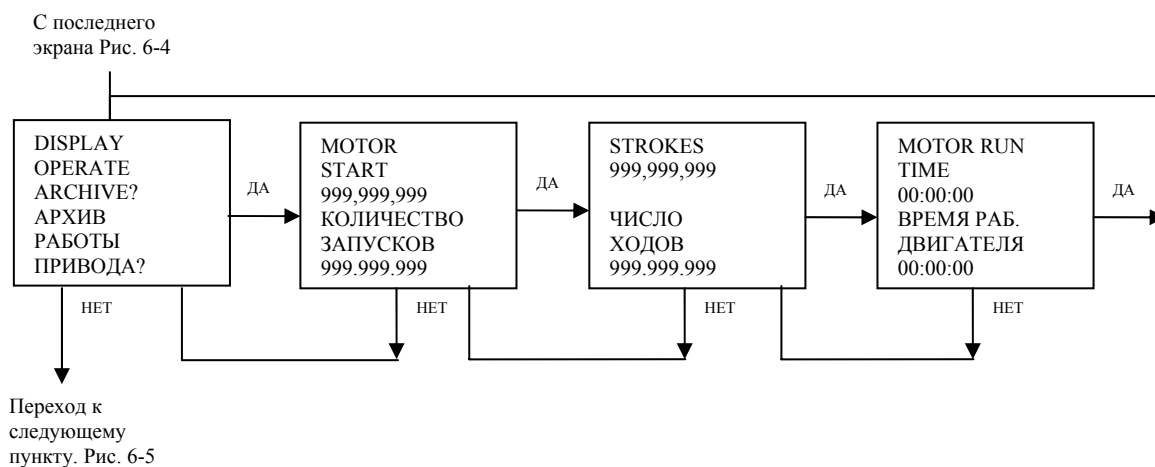 С последнего
экрана Рис. 6-4
DISPLAY
OPERATE
ARCHIVE?
АРХИВ
РАБОТЫ
ПРИВОДА?
ДА
MOTOR
START
999,999,999
КОЛИЧЕСТВО
ЗАПУСКОВ
999.999.999
ДА
STROKES
999,999,999
ЧИСЛО
ХОДОВ
999.999.999
ДА
MOTOR RUN
TIME
00:00:00
ВРЕМЯ РАБ.
ДВИГАТЕЛЯ
00:00:00
ДА
НЕТ
НЕТ
НЕТ
НЕТ
Переход к
следующему
пункту. Рис. 6-5